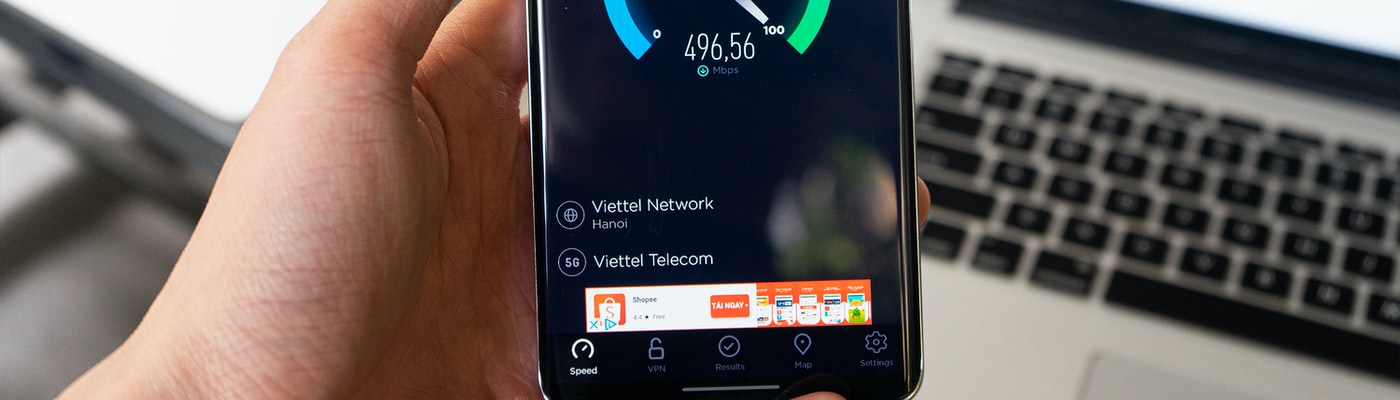 0
100
496,56
Mbps
Viettel Network
Hanoi
5G
Viettel Telecom
Shopee
4.4 ★ Free
TẢI NGAY
Speed
VPN
Results
Map
Settings